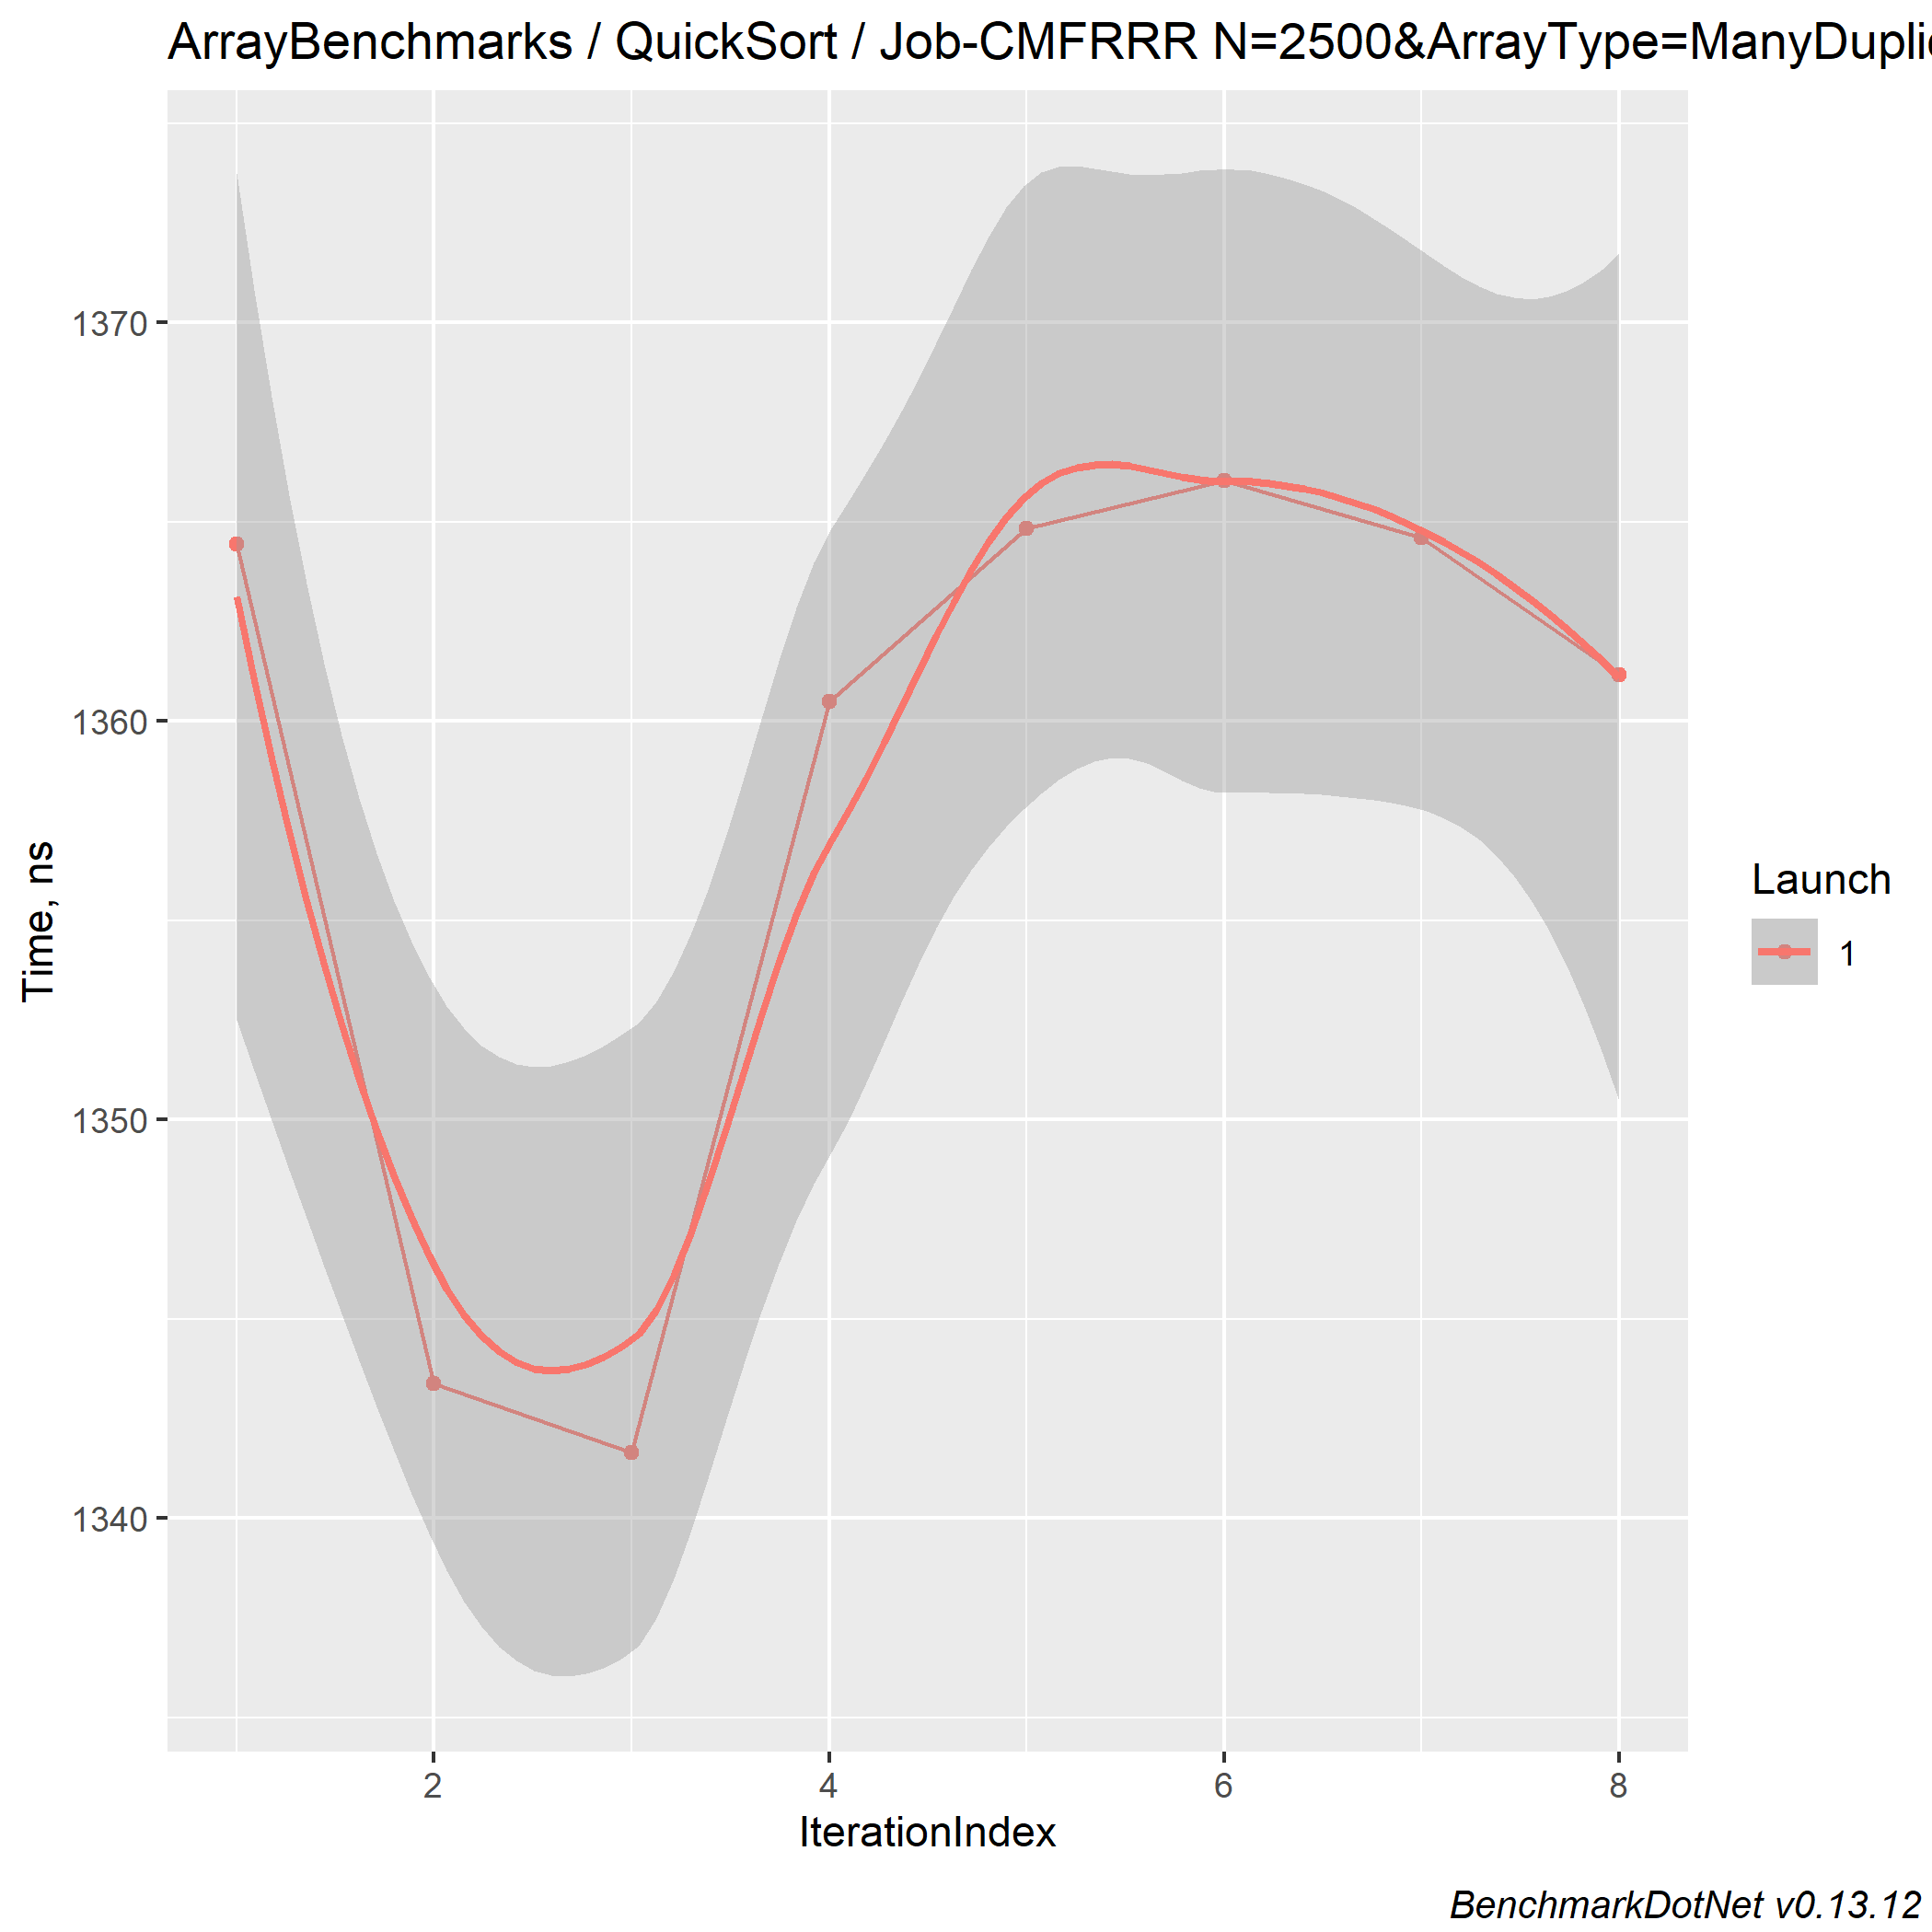 ArrayBenchmarks / QuickSort / Job-CMFRRR N=2500&ArrayType=ManyDuplic
1370
1360
1350
1340
Time, ns
2 4 6 8
IterationIndex
Launch
1
BenchmarkDotNet v0.13.12